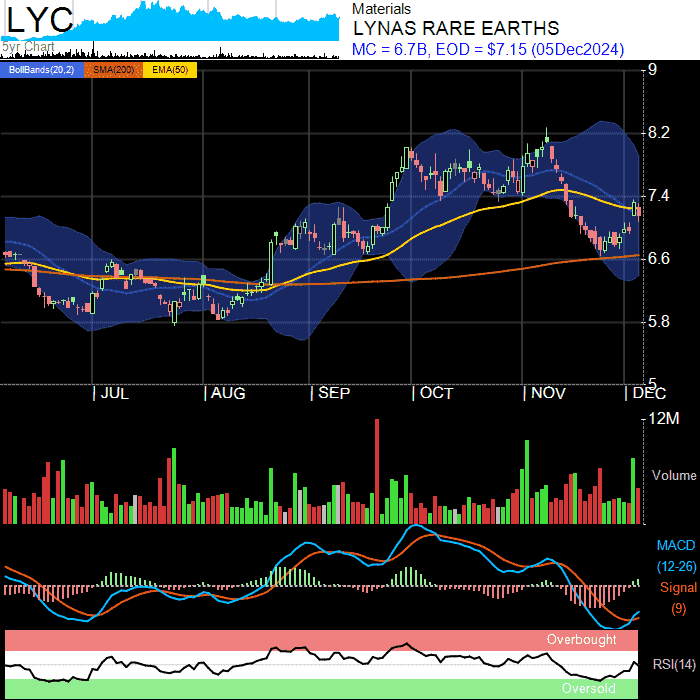 LYC
5yr Chart
Materials
LYNAS RARE EARTHS
MC = 6.7B, EOD = $7.15 (05Dec2024)
BollBands(20,2) SMA(200) EMA(50)
9
8.2
7.4
6.6
5.8
5
| JUL | AUG | SEP | OCT | NOV | DEC
12M
Volume
MACD
(12-26)
Signal
(9)
Overbought
RSI(14)
Oversold